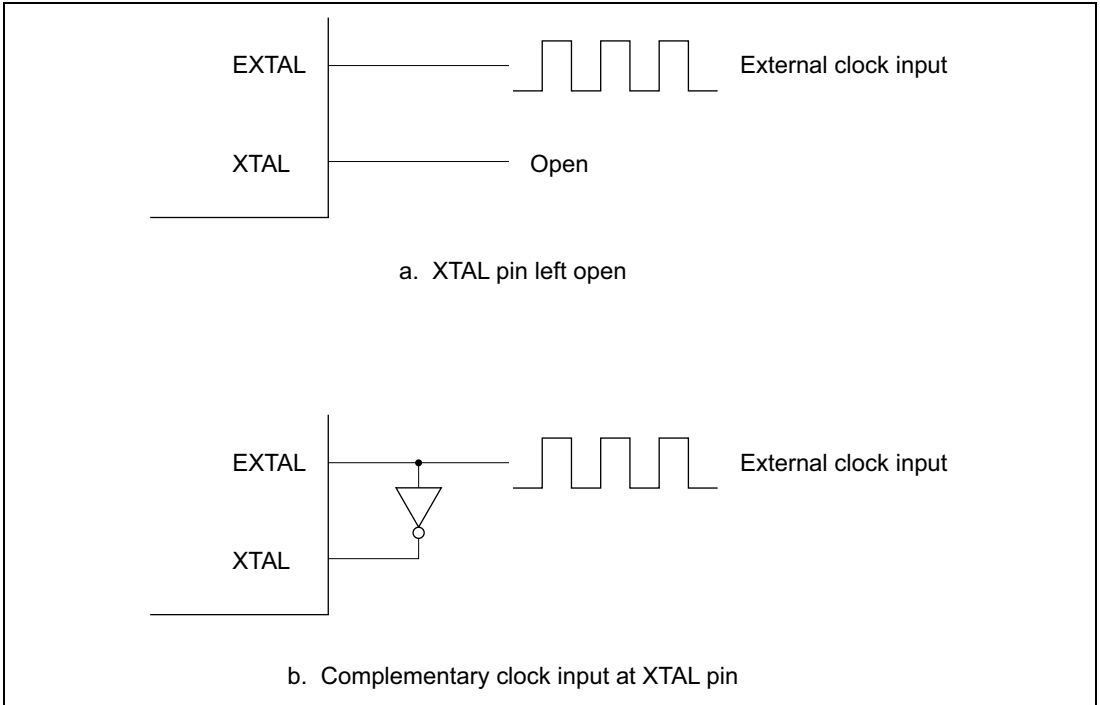 EXTAL
External clock input
XTAL
Open
a. XTAL pin left open
EXTAL
External clock input
XTAL
b. Complementary clock input at XTAL pin